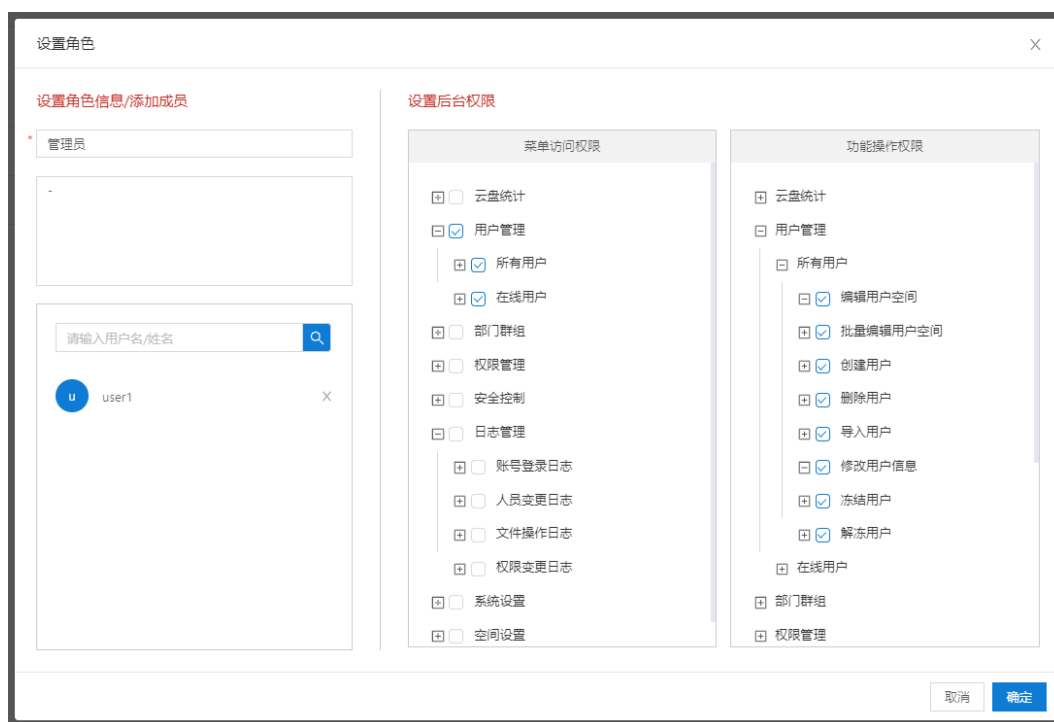 设置角色
设置角色信息/添加成员
设置后台权限
* 管理员
-
请输入用户名/姓名
u user1
菜单访问权限
云盘统计
用户管理
所有用户
在线用户
部门群组
权限管理
安全控制
日志管理
账号登录日志
人员变更日志
文件操作日志
权限变更日志
系统设置
空间设置
功能操作权限
云盘统计
用户管理
所有用户
编辑用户空间
批量编辑用户空间
创建用户
删除用户
导入用户
修改用户信息
冻结用户
解冻用户
在线用户
部门群组
权限管理
取消
确定